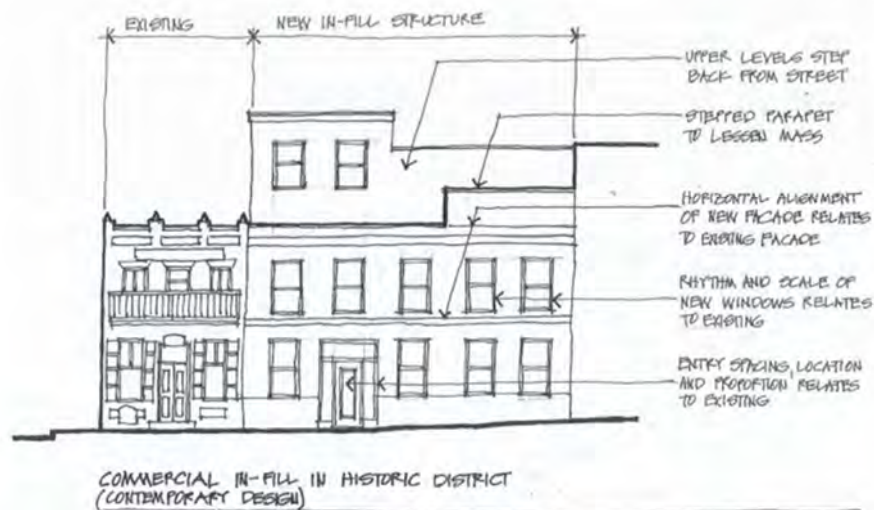 EXISTING
NEW IN-FILL STRUCTURE
UPPER LEVELS STEP
BACK FROM STREET
STEPPED PARAPET
TO LESSEN MASS
HORIZONTAL ALIGNMENT
OF NEW FACADE RELATES
TO EXISTING FACADE
RHYTHM AND SCALE OF
NEW WINDOWS RELATES
TO EXISTING
ENTRY SPACING, LOCATION
AND PROPORTION RELATES
TO EXISTING
COMMERCIAL IN-FILL IN HISTORIC DISTRICT
(CONTEMPORARY DESIGN)